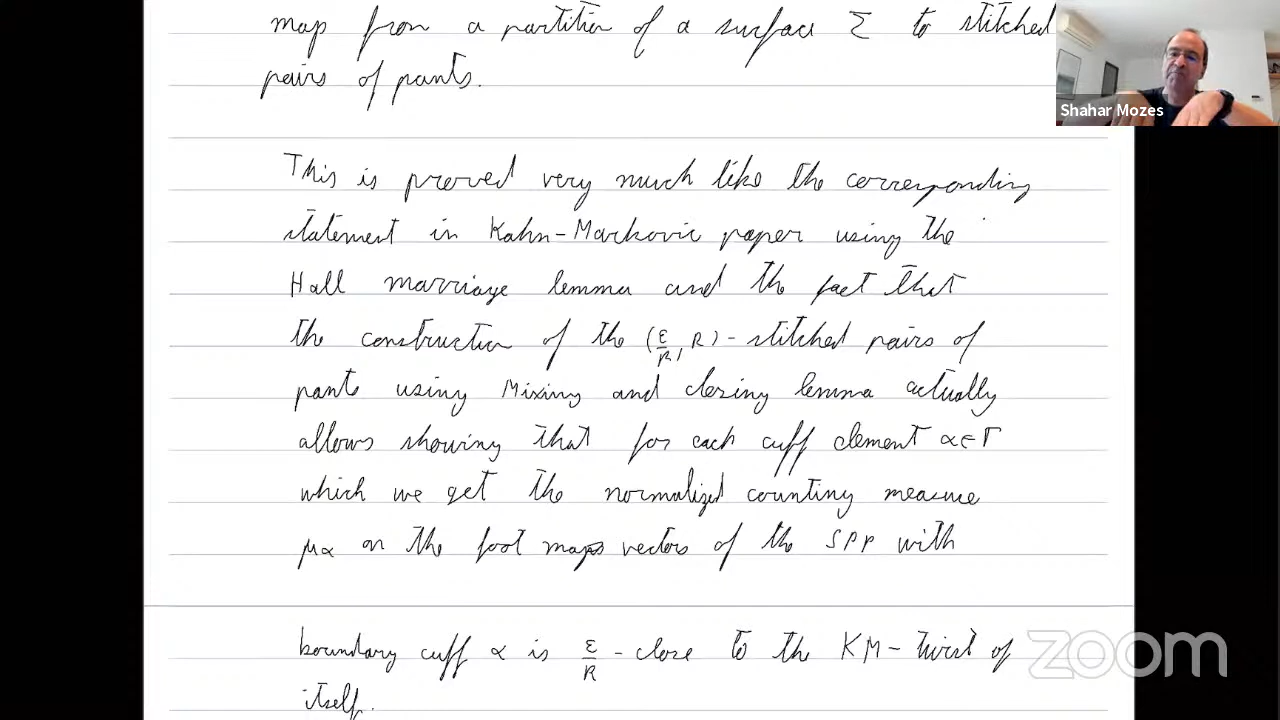 map from a partition of a surface Σ to stitched
pairs of pants.
Shahar Mozes
This is proved very much like the corresponding
statement in Kahn-Markovic paper using the
Hall marriage lemma and the fact that
the construction of the (ε/R, R)-stitched pairs of
pants using Mixing and closing lemma actually
allows showing that for each cuff element α∈Γ
which we get the normalized counting measure
μα on the foot maps vectors of the SPP with
boundary cuff α is ε/R-close to the KM-twist of
itself.
zoom